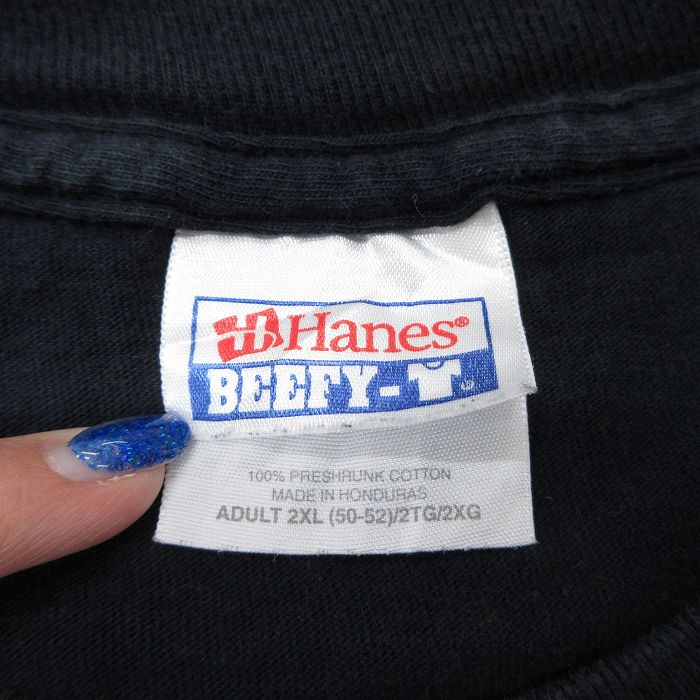 Hanes®
BEEFY-T
100% PRESHRUNK COTTON
MADE IN HONDURAS
ADULT 2XL (50-52)/2TG/2XG